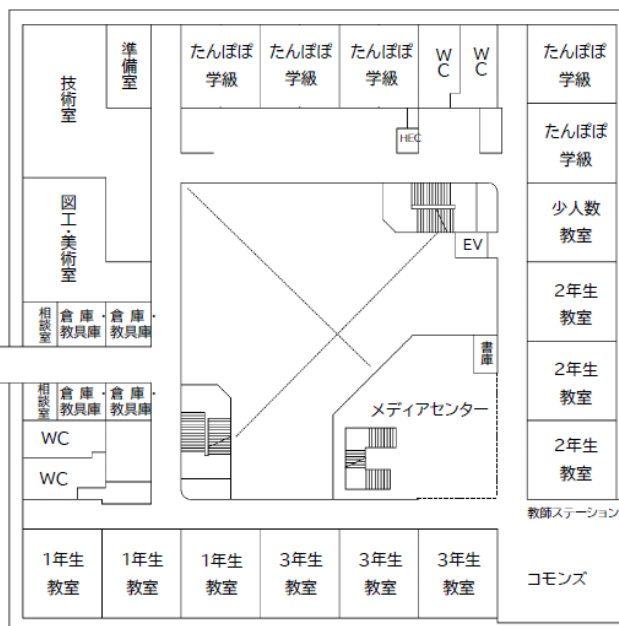 技術室
準備室
たんぽぽ
学級
たんぽぽ
学級
たんぽぽ
学級
WC
WC
たんぽぽ
学級
HEC
たんぽぽ
学級
図工・美術室
少人数
教室
EV
2年生
教室
相談室
倉庫・
教具庫
倉庫・
教具庫
書庫
2年生
教室
相談室
倉庫・
教具庫
倉庫・
教具庫
メディアセンター
WC
2年生
教室
WC
教師ステーション
1年生
教室
1年生
教室
1年生
教室
3年生
教室
3年生
教室
3年生
教室
コモンズ